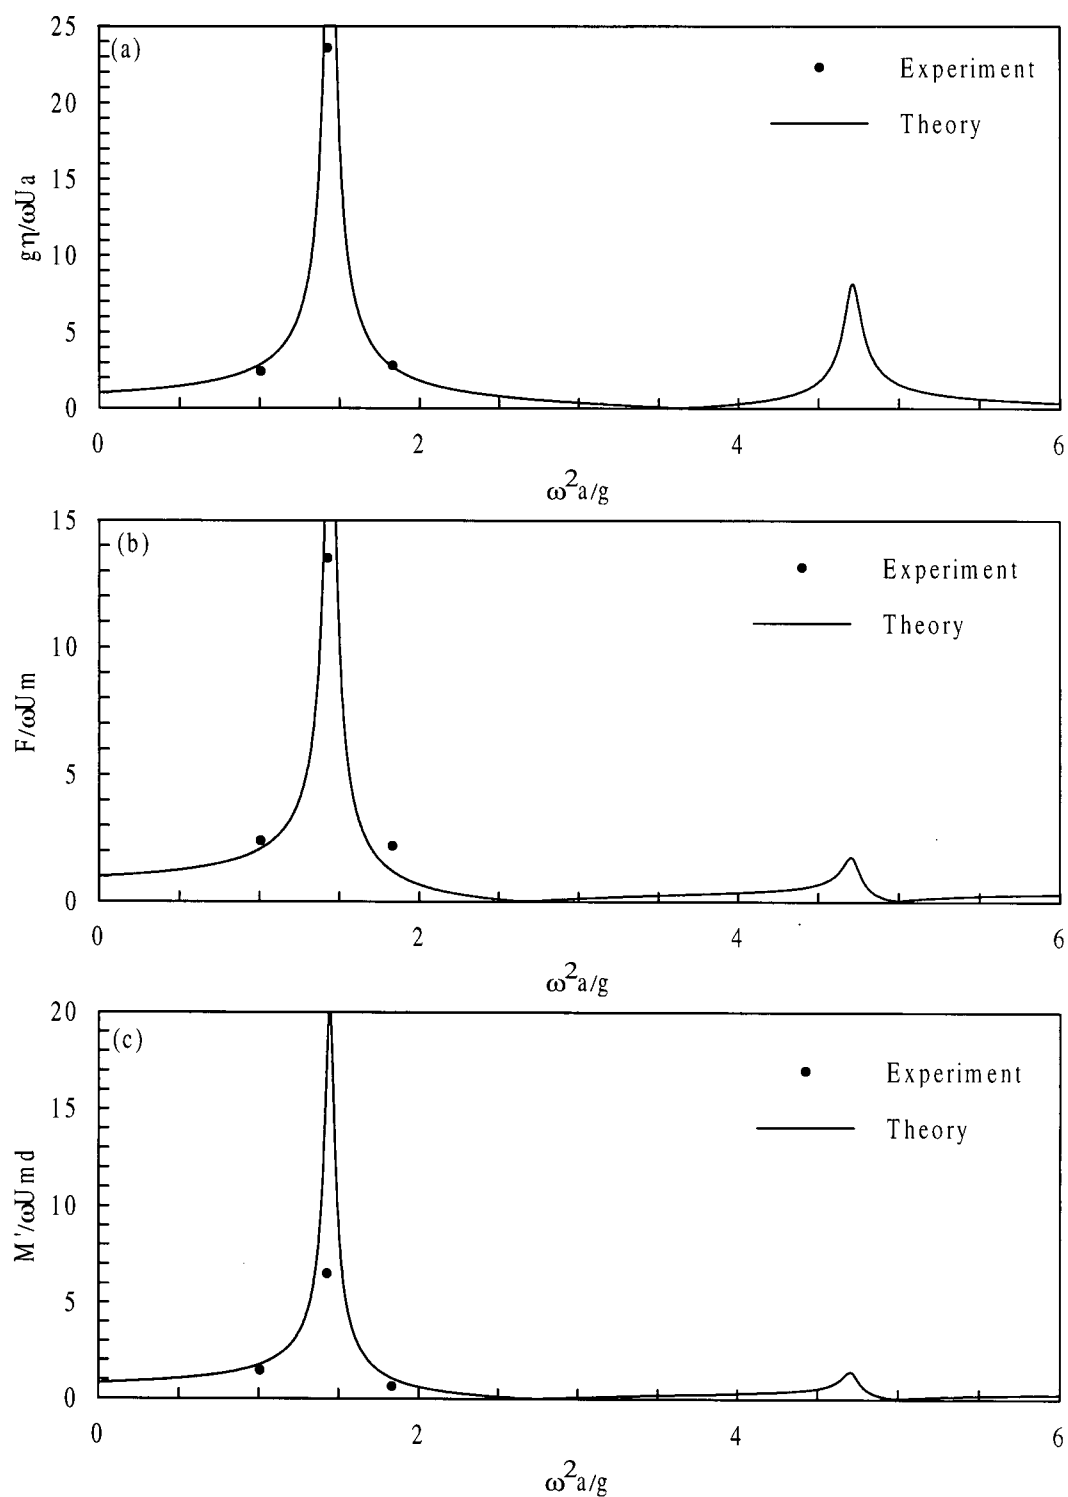 25
(a)
Experiment
20
Theory
15
gη/ωUa
10
5
0
0 2 4 6
ω²a/g
15
(b)
Experiment
Theory
10
F/ωUm
5
0
0 2 4 6
ω²a/g
20
(c)
Experiment
15
Theory
M'/ωUmd
10
5
0
0 2 4 6
ω²a/g